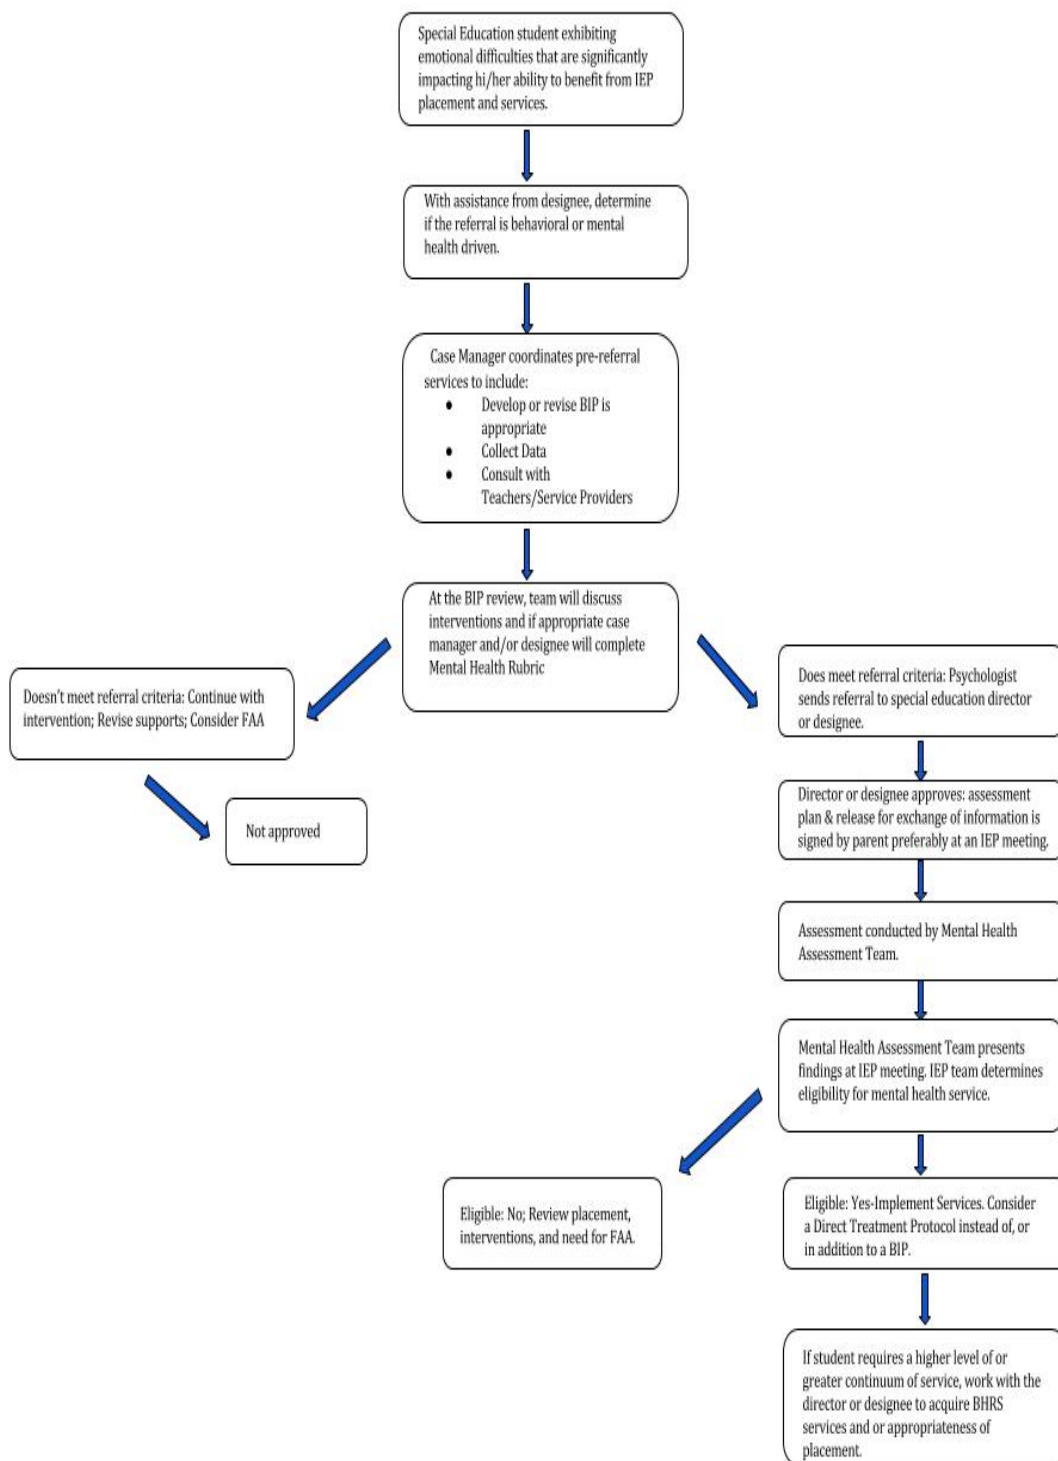 Special Education student exhibiting
emotional difficulties that are significantly
impacting hi/her ability to benefit from IEP
placement and services.
With assistance from designee, determine
if the referral is behavioral or mental
health driven.
Case Manager coordinates pre-referral
services to include:
● Develop or revise BIP is
appropriate
● Collect Data
● Consult with
Teachers/Service Providers
At the BIP review, team will discuss
interventions and if appropriate case
manager and/or designee will complete
Mental Health Rubric
Doesn't meet referral criteria: Continue with
intervention; Revise supports; Consider FAA
Not approved
Does meet referral criteria: Psychologist
sends referral to special education director
or designee.
Director or designee approves: assessment
plan & release for exchange of information is
signed by parent preferably at an IEP meeting.
Assessment conducted by Mental Health
Assessment Team.
Mental Health Assessment Team presents
findings at IEP meeting. IEP team determines
eligibility for mental health service.
Eligible: No; Review placement,
interventions, and need for FAA.
Eligible: Yes-Implement Services. Consider
a Direct Treatment Protocol instead of, or
in addition to a BIP.
If student requires a higher level of or
greater continuum of service, work with the
director or designee to acquire BHRS
services and or appropriateness of
placement.